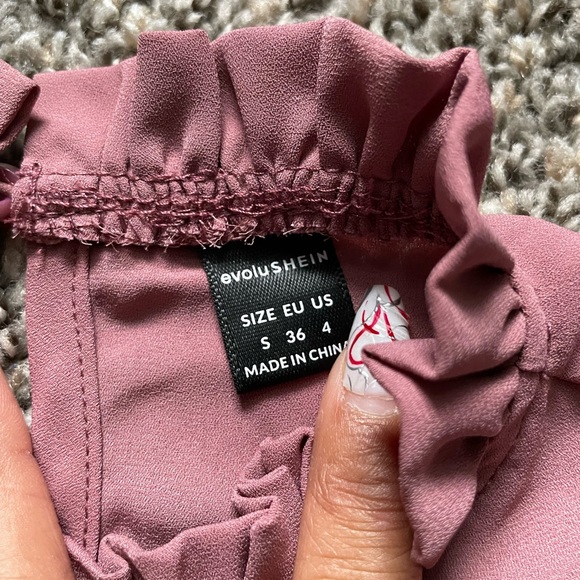 evoluSHEIN
SIZE EU US
S 36 4
MADE IN CHINA